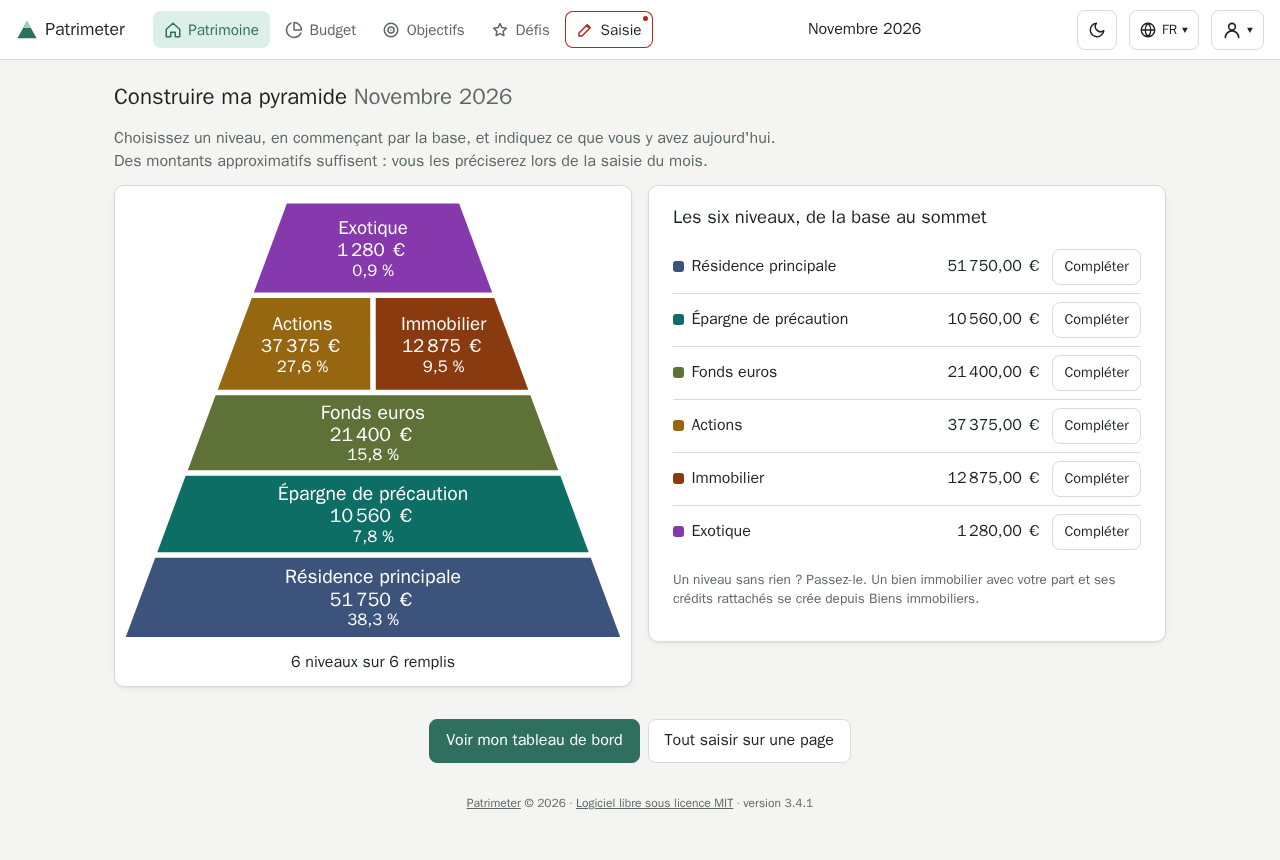 Patrimeter
Patrimoine
Budget
Objectifs
Défis
Saisie
Novembre 2026
FR ▾
▾
Construire ma pyramide Novembre 2026
Choisissez un niveau, en commençant par la base, et indiquez ce que vous y avez aujourd'hui.
Des montants approximatifs suffisent : vous les préciserez lors de la saisie du mois.
Exotique
1 280 €
0,9 %
Actions
37 375 €
27,6 %
Immobilier
12 875 €
9,5 %
Fonds euros
21 400 €
15,8 %
Épargne de précaution
10 560 €
7,8 %
Résidence principale
51 750 €
38,3 %
6 niveaux sur 6 remplis
Les six niveaux, de la base au sommet
Résidence principale 51 750,00 € Compléter
Épargne de précaution 10 560,00 € Compléter
Fonds euros 21 400,00 € Compléter
Actions 37 375,00 € Compléter
Immobilier 12 875,00 € Compléter
Exotique 1 280,00 € Compléter
Un niveau sans rien ? Passez-le. Un bien immobilier avec votre part et ses
crédits rattachés se crée depuis Biens immobiliers.
Voir mon tableau de bord
Tout saisir sur une page
Patrimeter © 2026 · Logiciel libre sous licence MIT · version 3.4.1